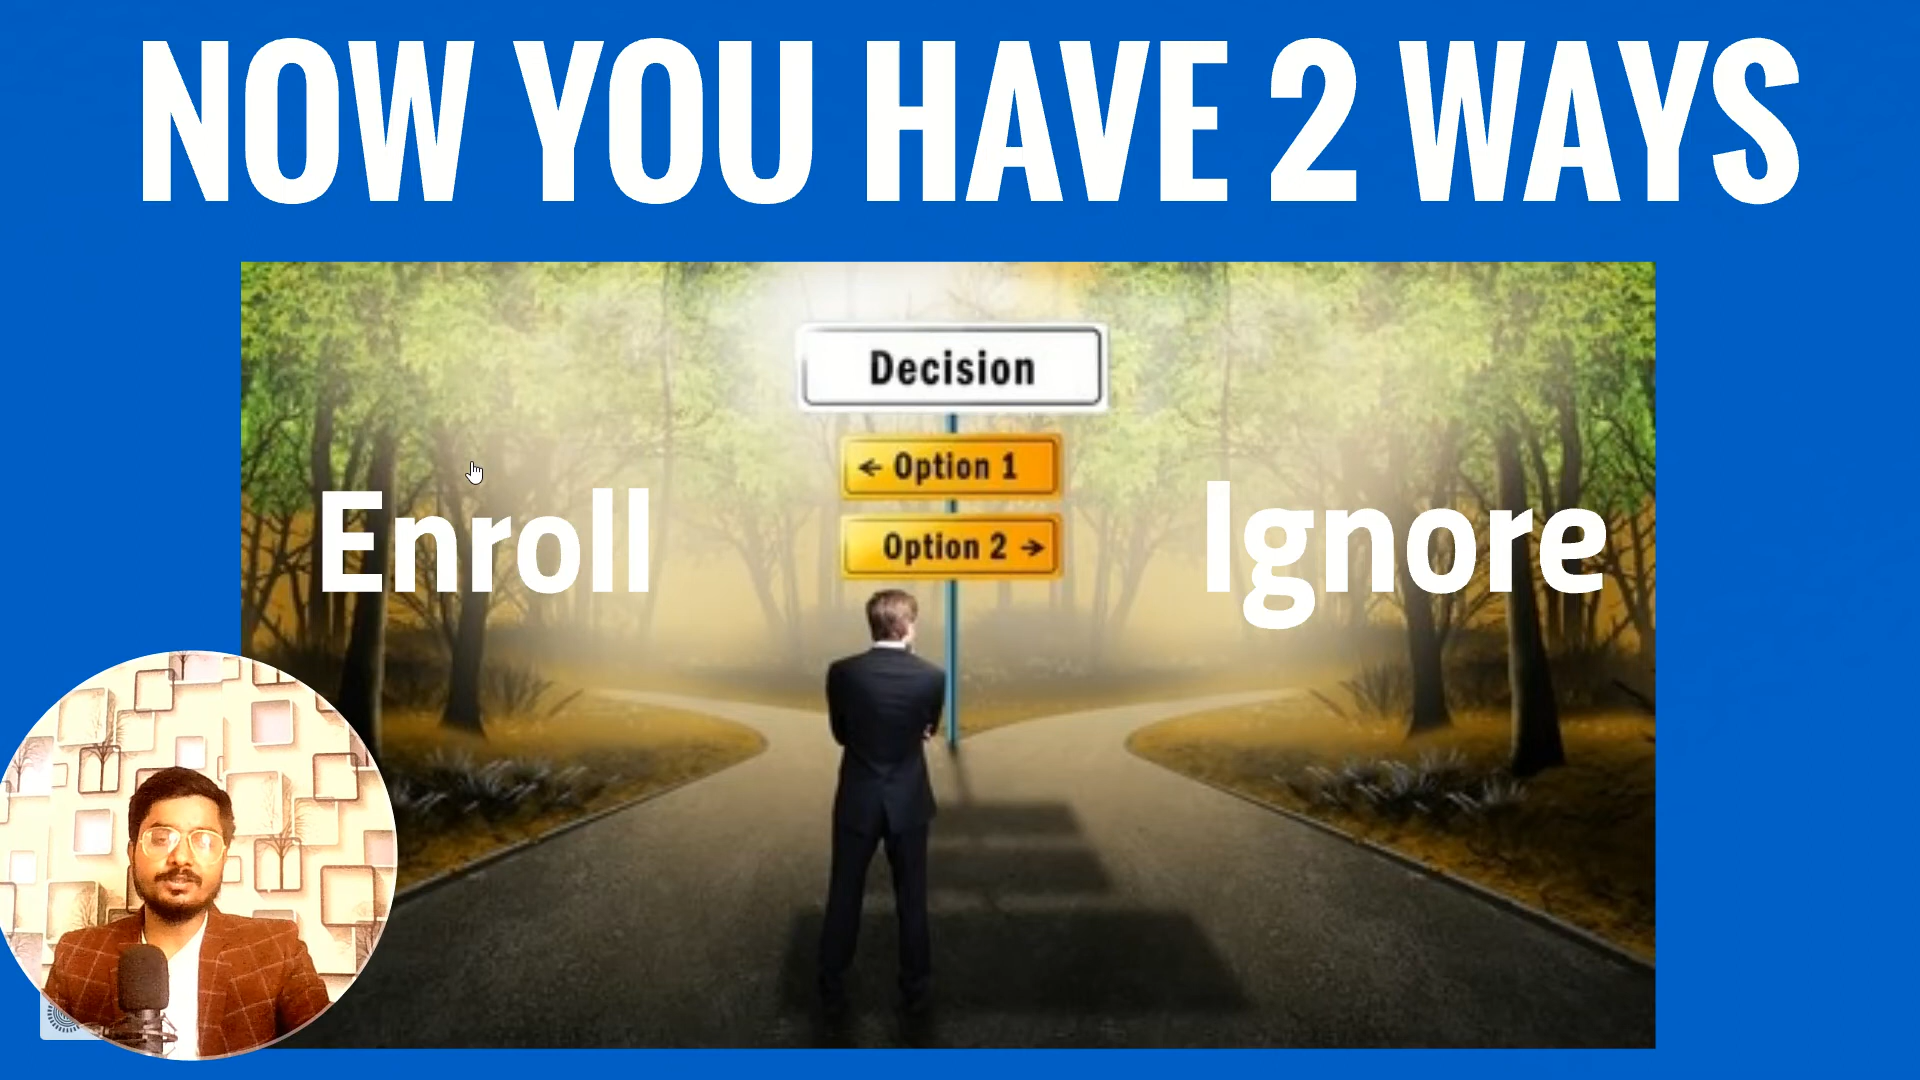 NOW YOU HAVE 2 WAYS
Decision
← Option 1
Option 2 →
Enroll
Ignore